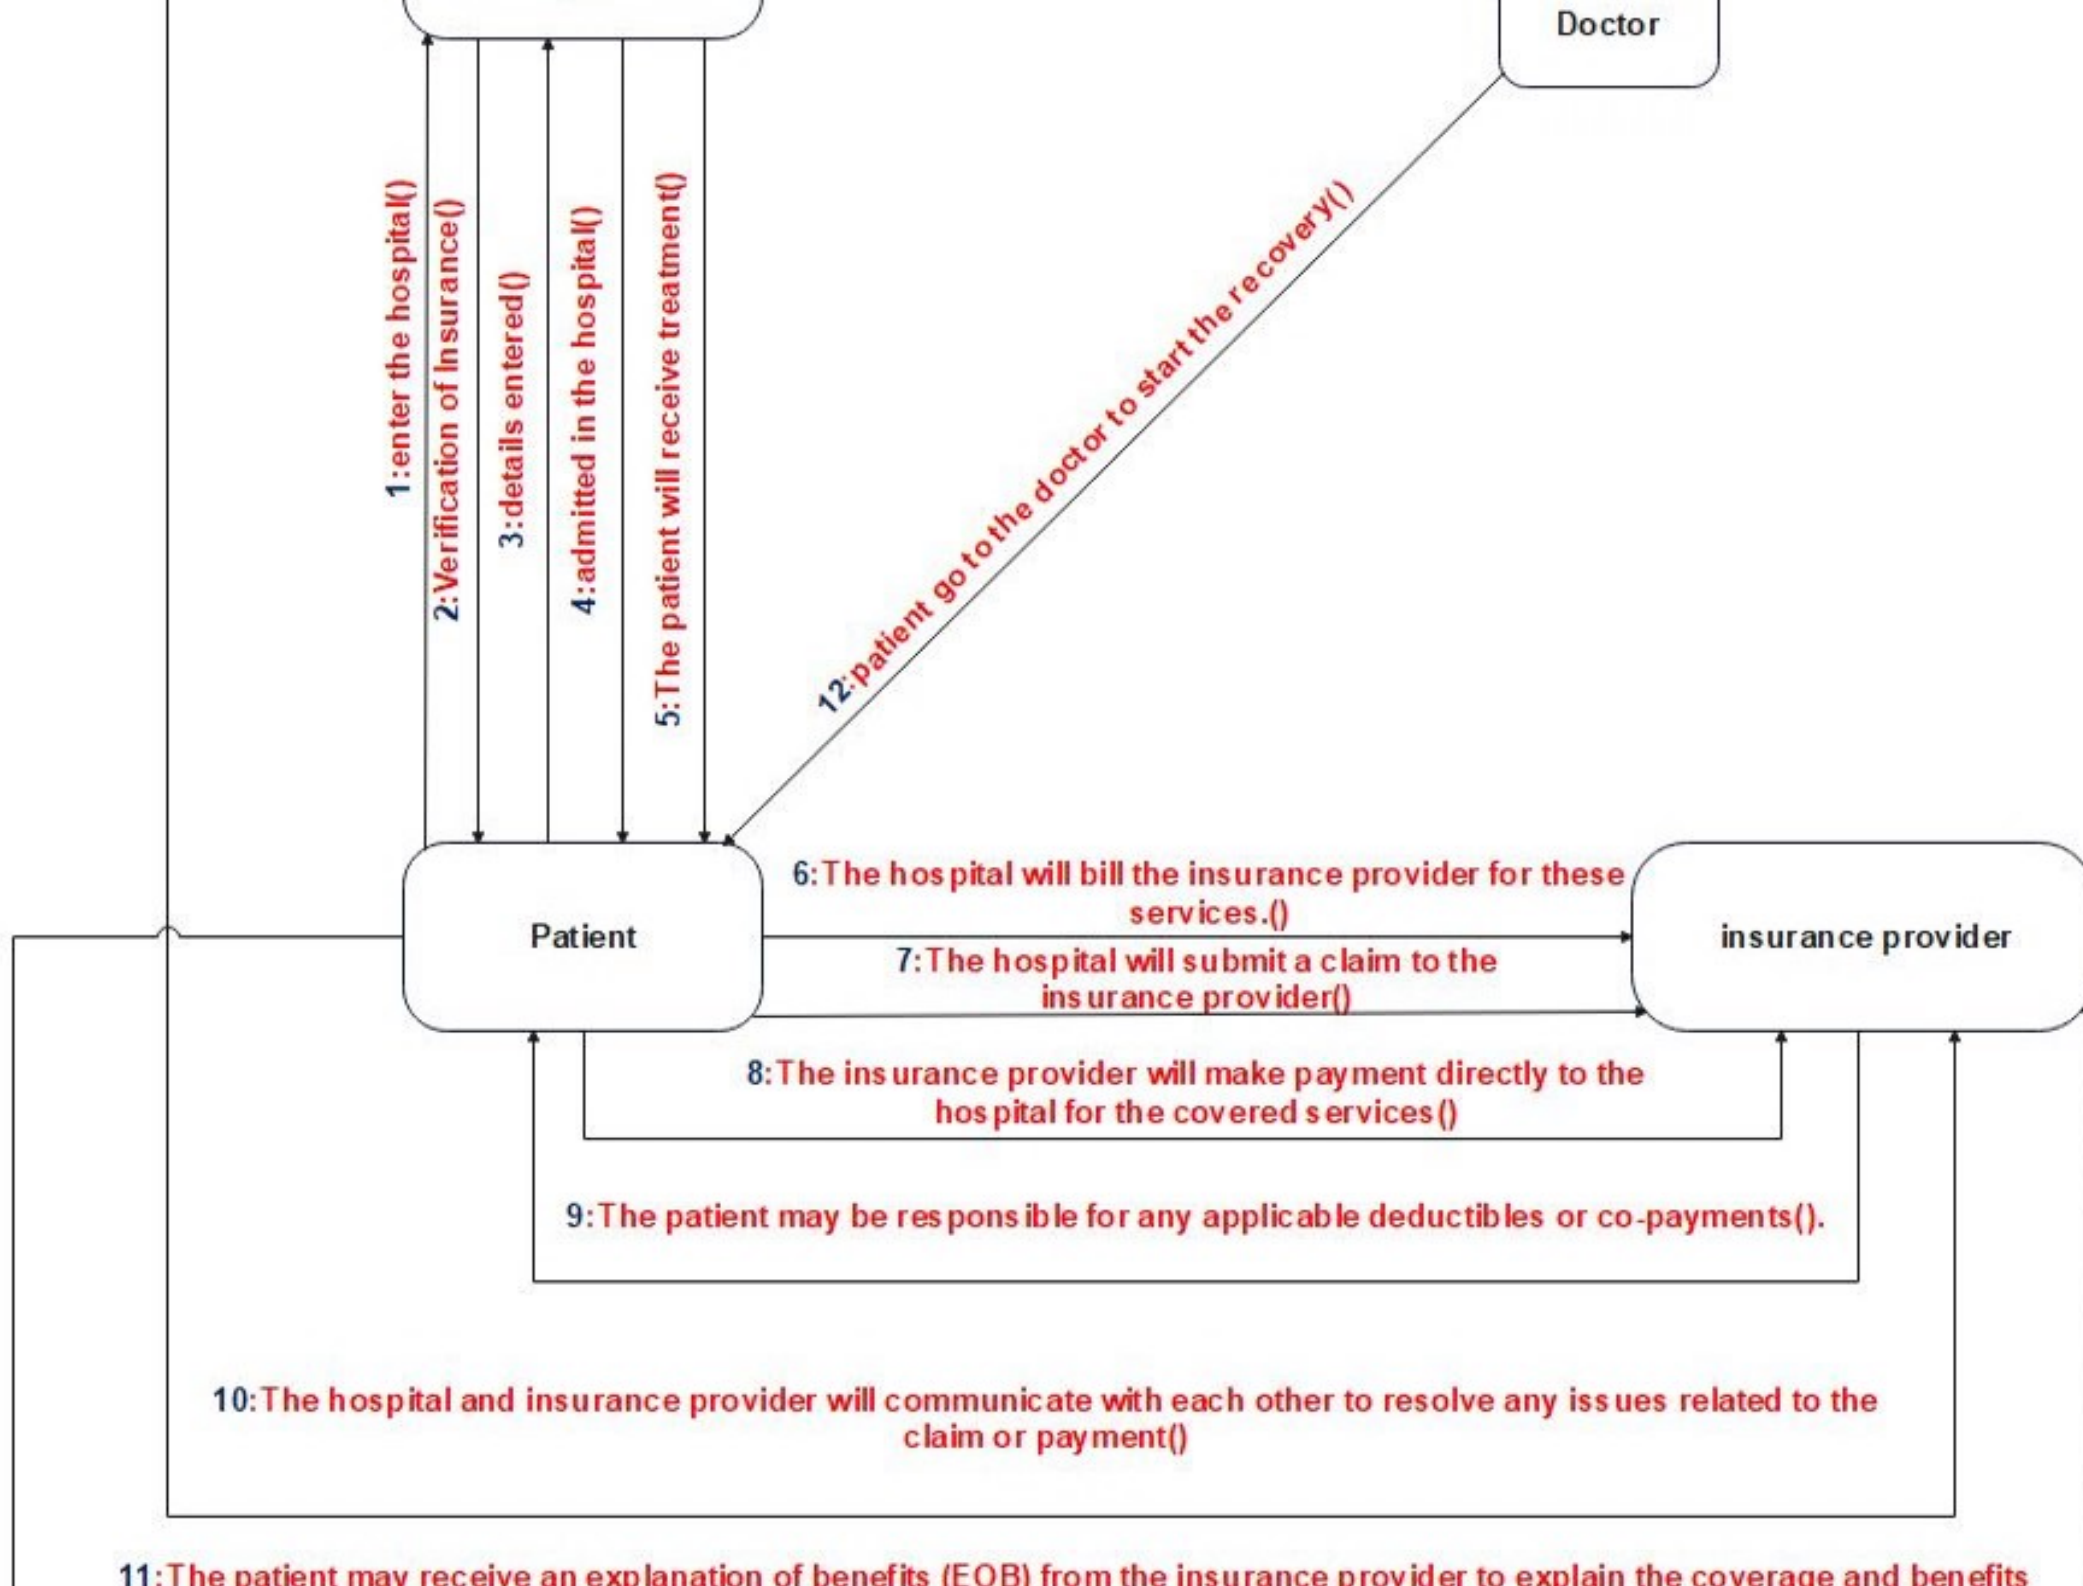 Doctor
1:enter the hospital()
2:Verification of Insurance()
3:details entered()
4:admitted in the hospital()
5:The patient will receive treatment()
12:patient go to the doctor to start the recovery()
6:The hospital will bill the insurance provider for these
services.()
Patient
insurance provider
7:The hospital will submit a claim to the
insurance provider()
8:The insurance provider will make payment directly to the
hospital for the covered services()
9:The patient may be responsible for any applicable deductibles or co-payments().
10:The hospital and insurance provider will communicate with each other to resolve any issues related to the
claim or payment()
11:The patient may receive an explanation of benefits (EOB) from the insurance provider to explain the coverage and benefits